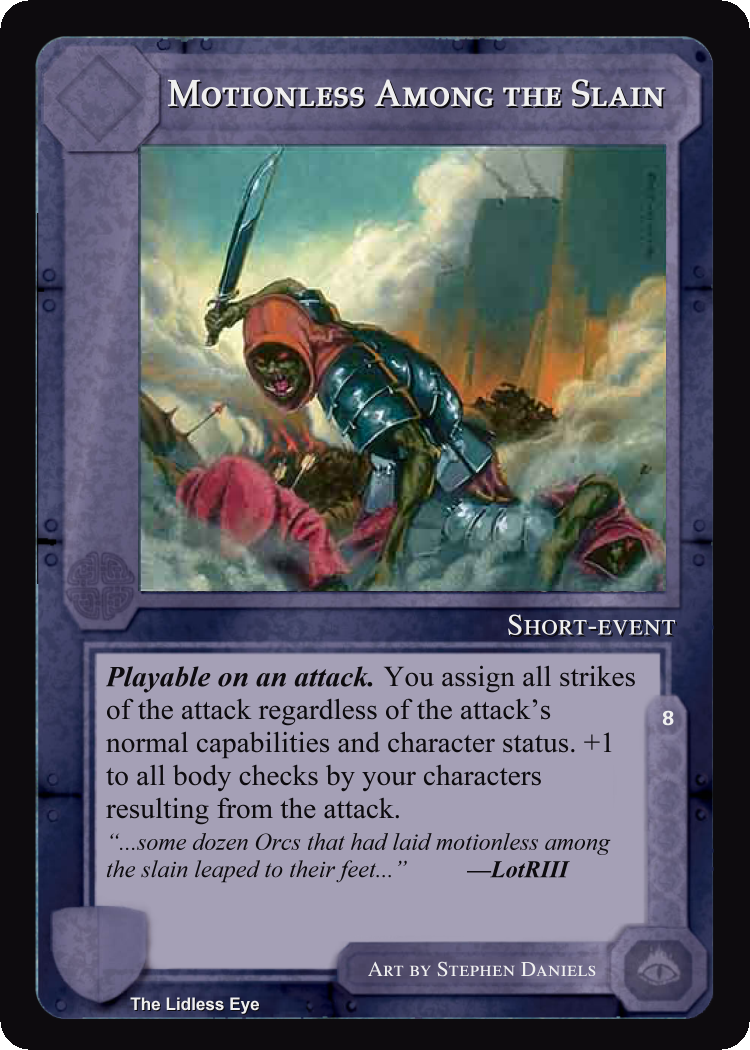 Motionless Among the Slain
Short-event
Playable on an attack. You assign all strikes
of the attack regardless of the attack's
normal capabilities and character status. +1
to all body checks by your characters
resulting from the attack.
8
"...some dozen Orcs that had laid motionless among
the slain leaped to their feet..." —LotRIII
Art by Stephen Daniels
The Lidless Eye